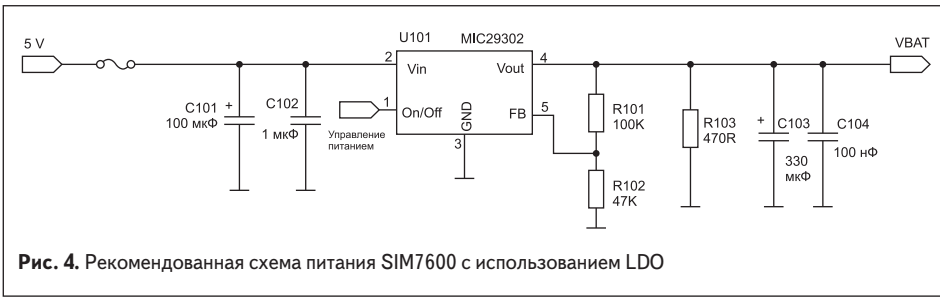 5 V
U101
MIC29302
VBAT
2
Vin
Vout
4
C101
100 мкФ
+
C102
1 мкФ
1
On/Off
Управление
питанием
GND
3
FB
5
R101
100K
R102
47K
R103
470R
+
C103
330
мкФ
C104
100 нФ
Рис. 4. Рекомендованная схема питания SIM7600 с использованием LDO